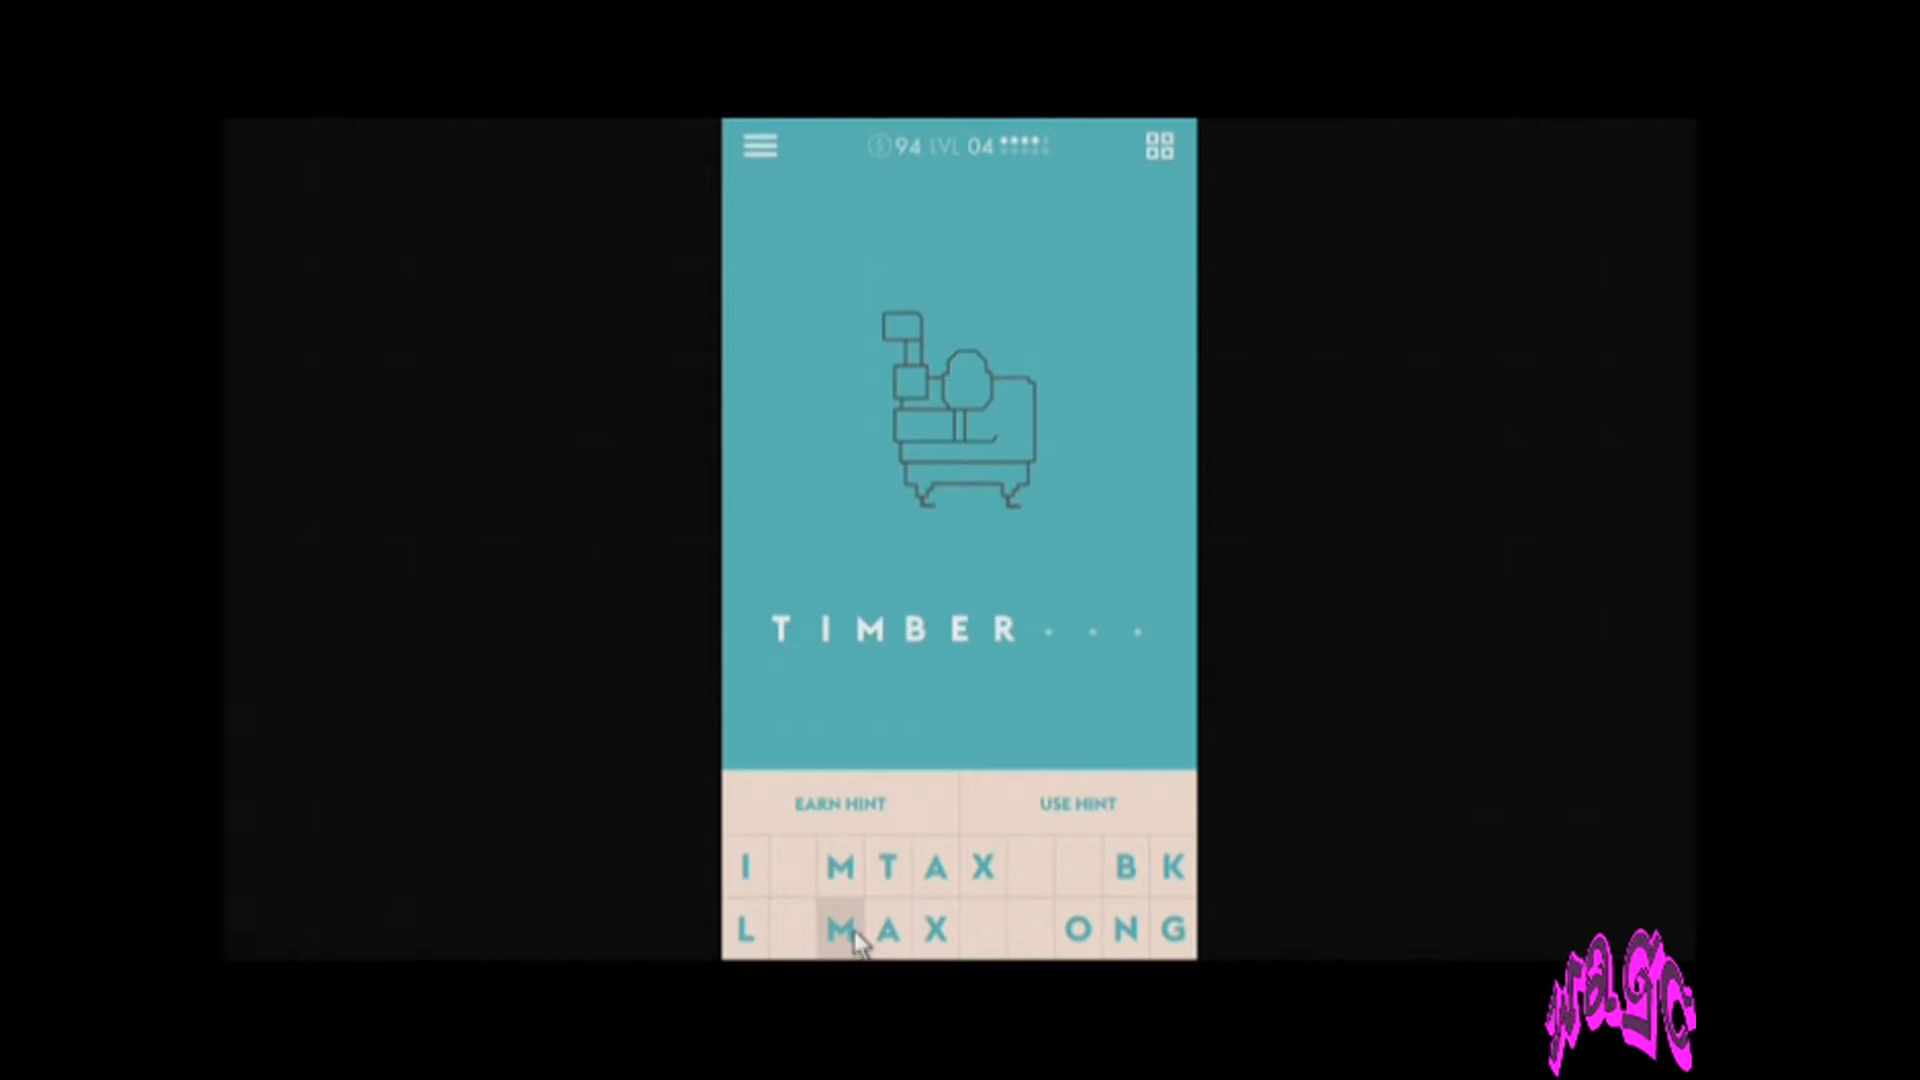 94 LVL 04
TIMBER...
EARN HINT USE HINT
I M T A X B K
L M A X O N G